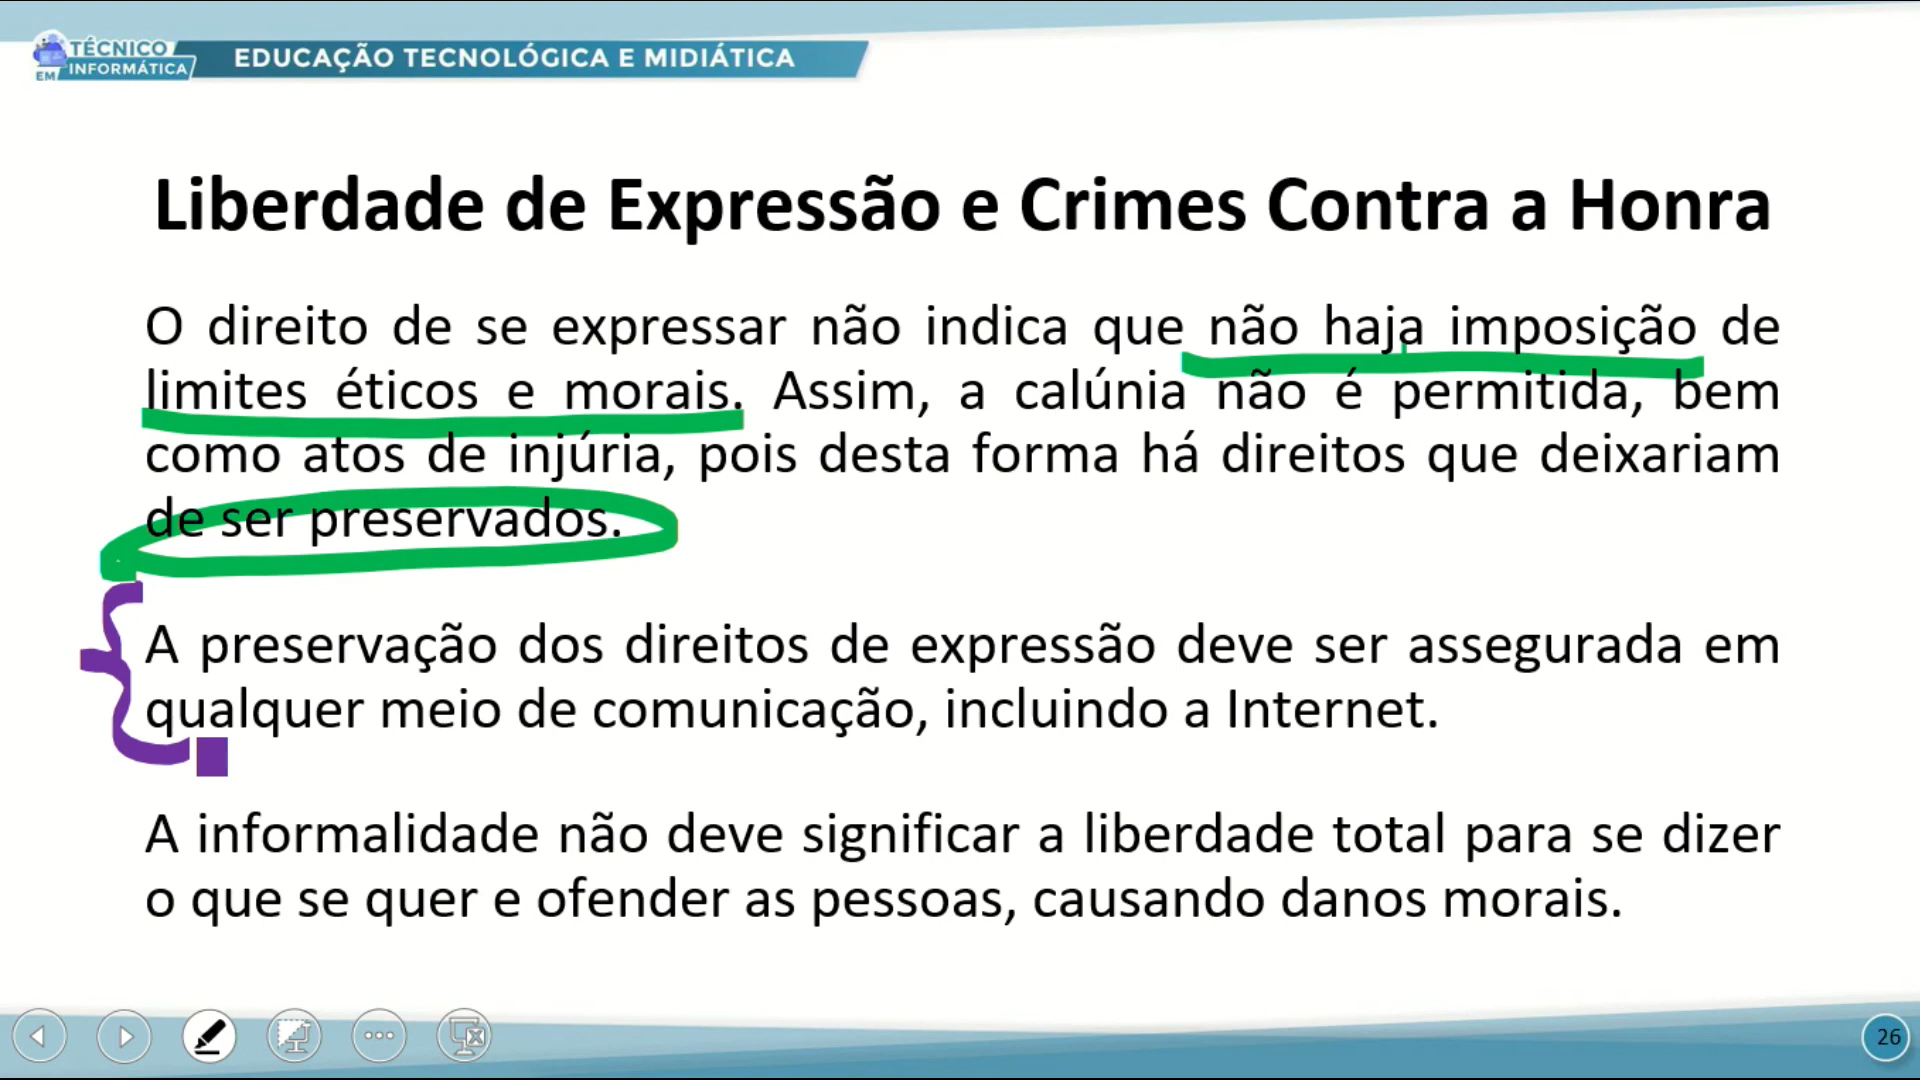 TÉCNICO
EM INFORMÁTICA
EDUCAÇÃO TECNOLÓGICA E MIDIÁTICA
Liberdade de Expressão e Crimes Contra a Honra
O direito de se expressar não indica que não haja imposição de
limites éticos e morais. Assim, a calúnia não é permitida, bem
como atos de injúria, pois desta forma há direitos que deixariam
de ser preservados.
A preservação dos direitos de expressão deve ser assegurada em
qualquer meio de comunicação, incluindo a Internet.
A informalidade não deve significar a liberdade total para se dizer
o que se quer e ofender as pessoas, causando danos morais.
26